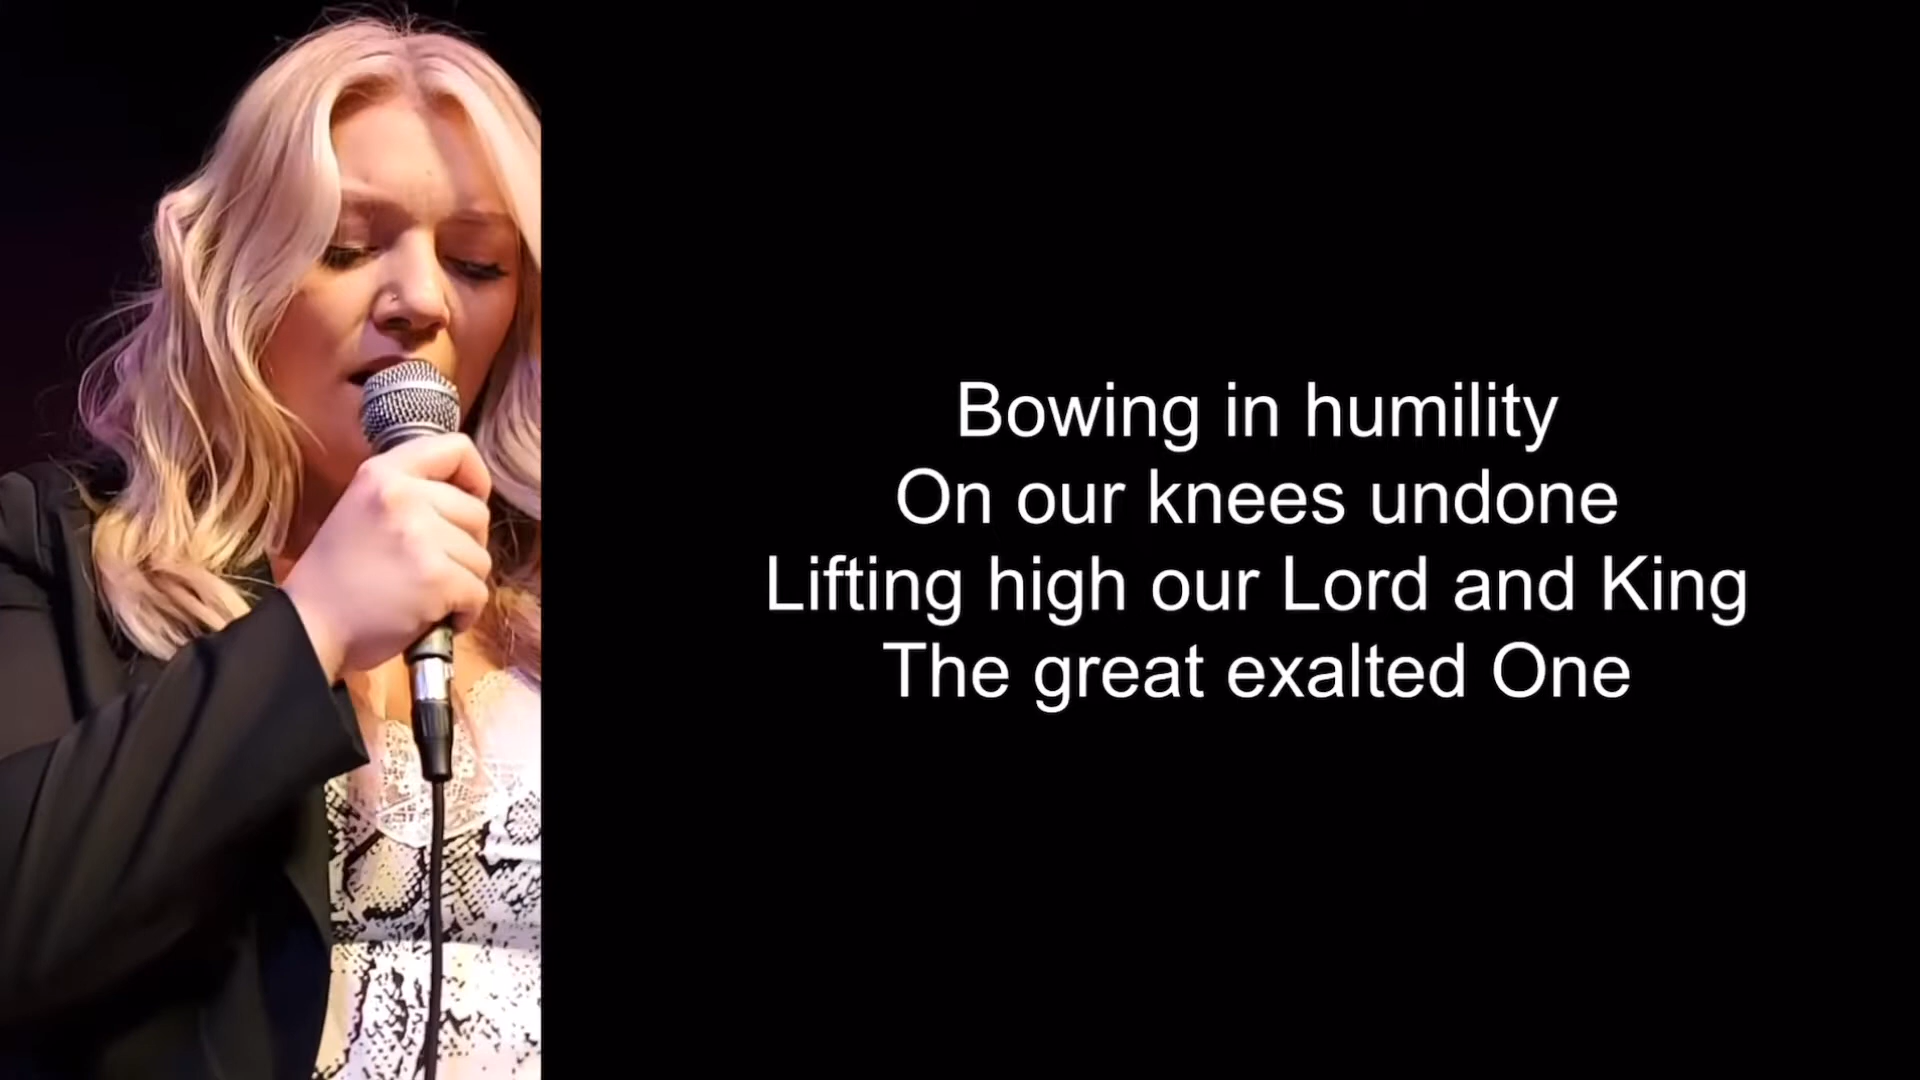 Bowing in humility
On our knees undone
Lifting high our Lord and King
The great exalted One